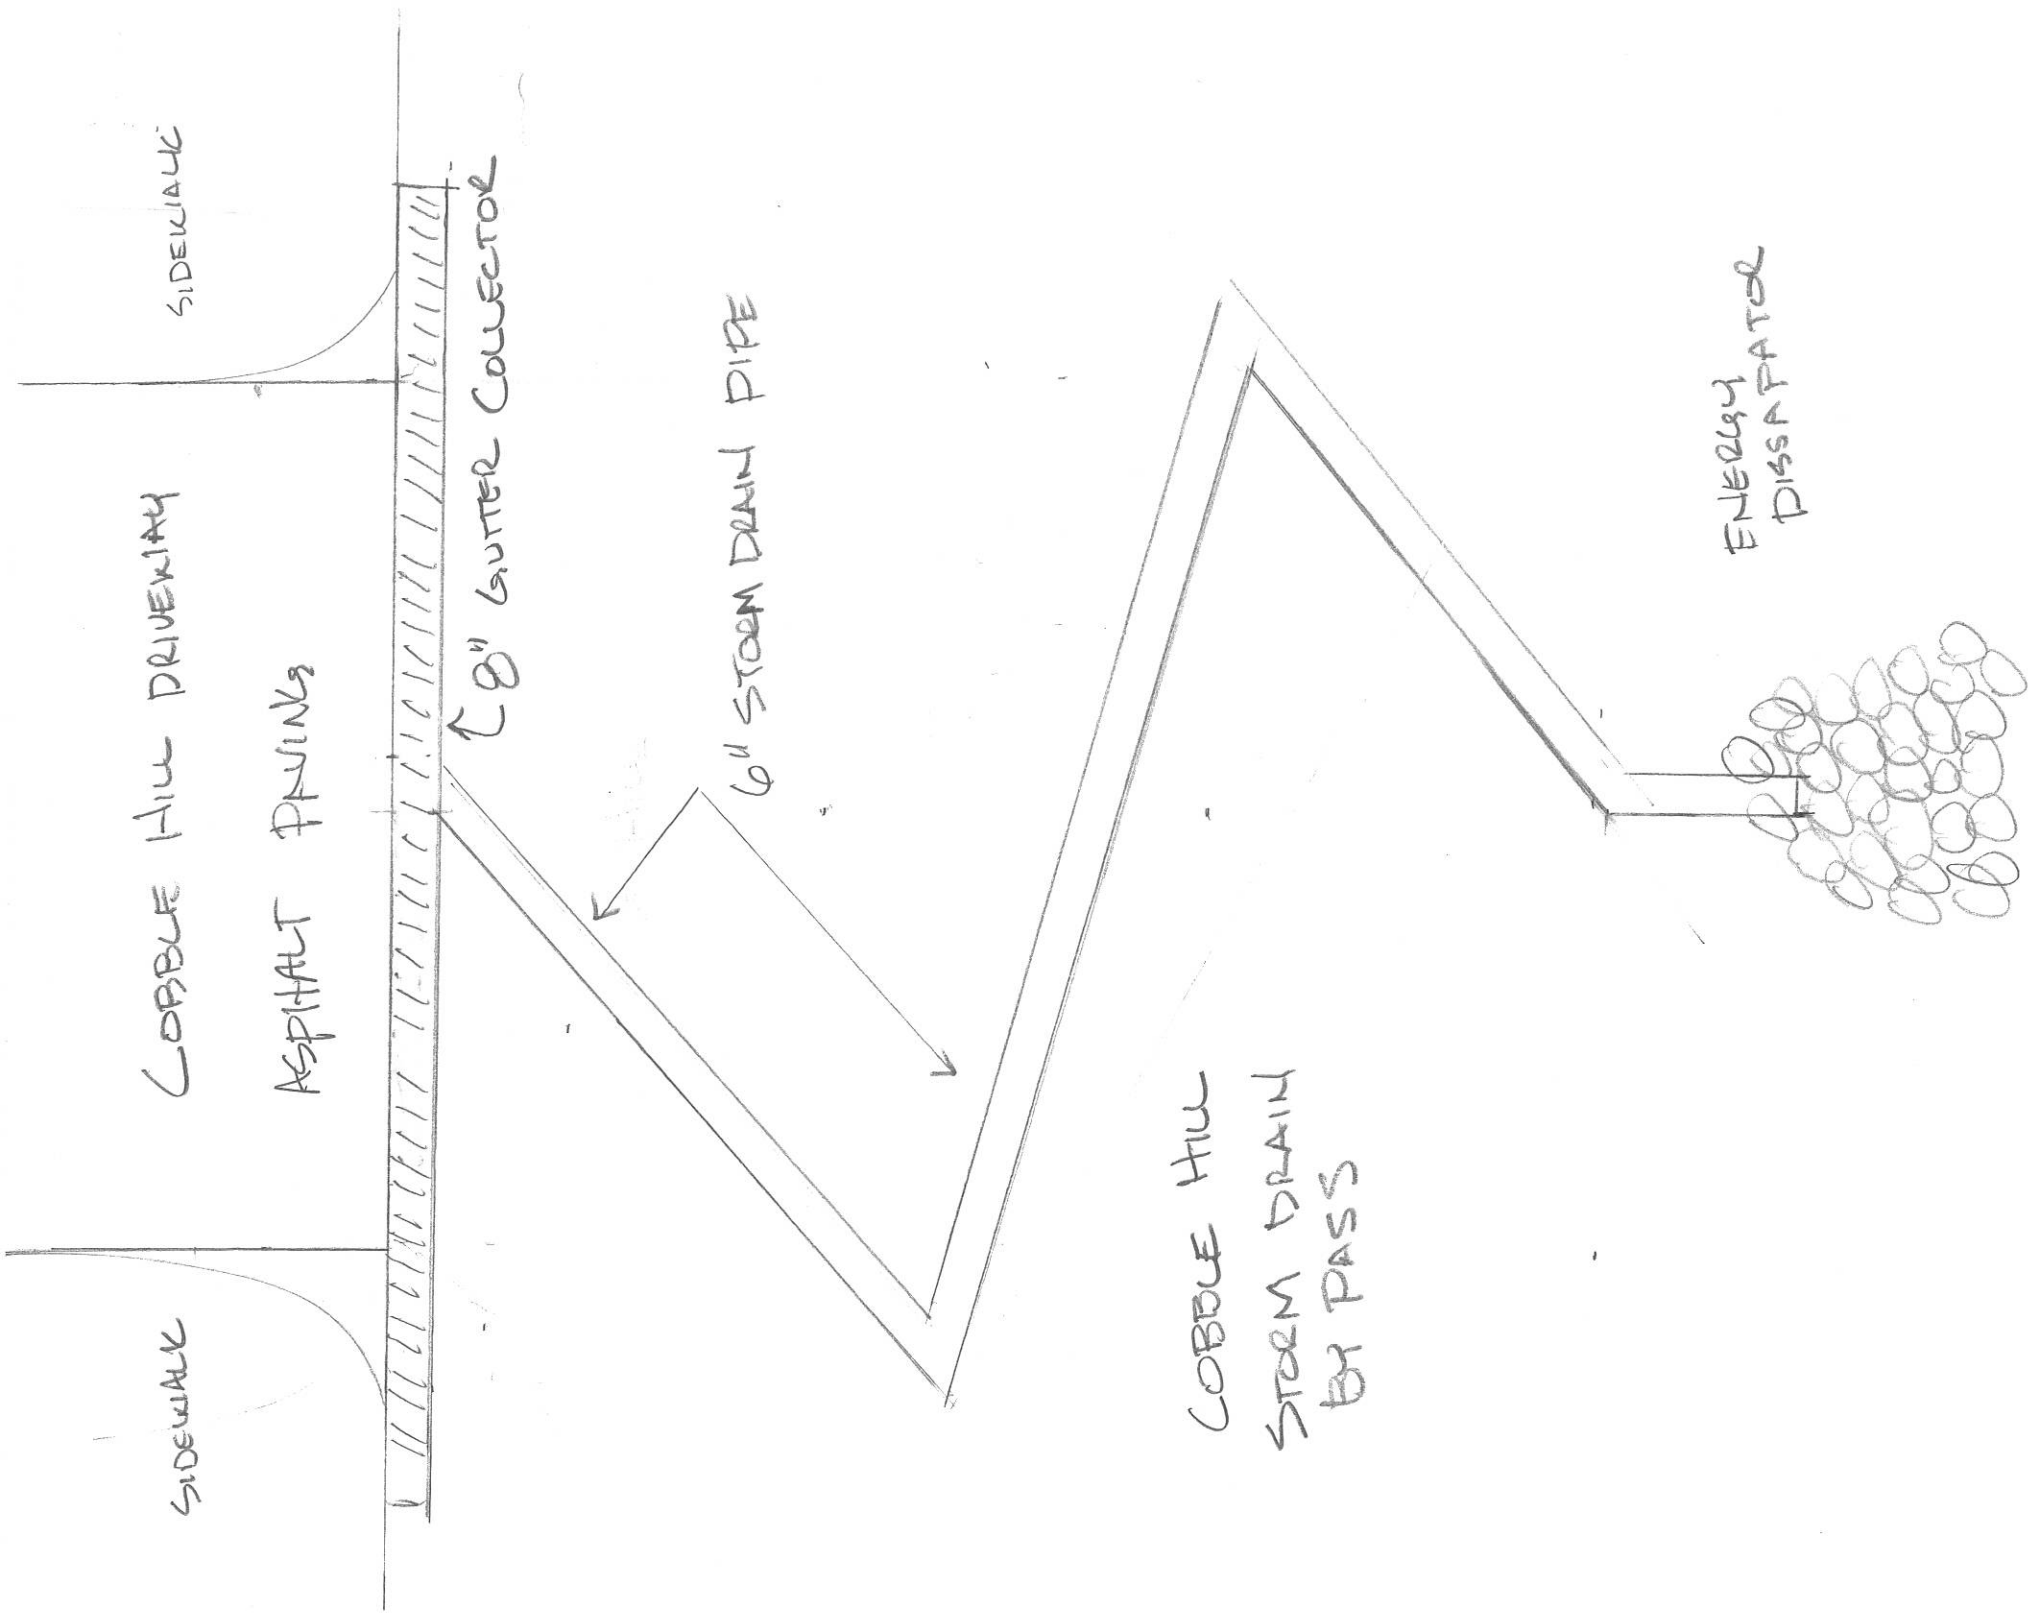 SIDEWALK
COBBLE HILL DRIVEWAY
ASPHALT PAVING
SIDEWALK
8" GUTTER COLLECTOR
6" STORM DRAIN PIPE
COBBLE HILL
STORM DRAIN
BY PASS
ENERGY
DISSAPATOR